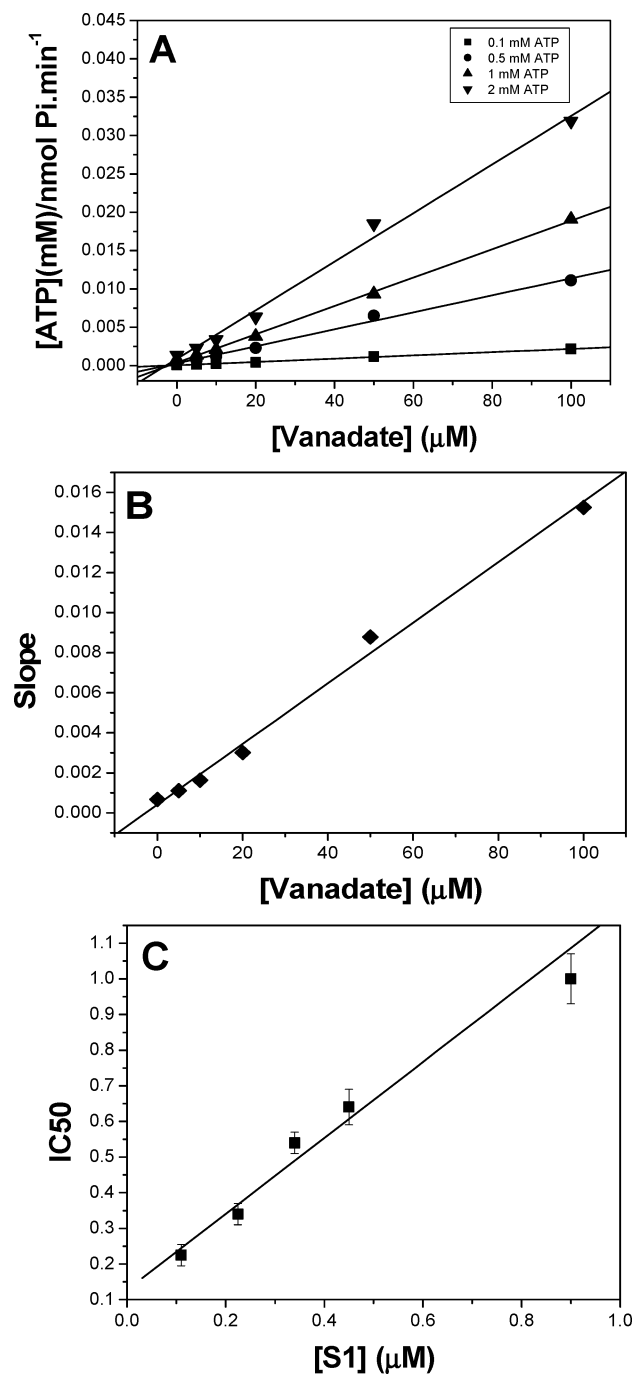 A
0.1 mM ATP
0.5 mM ATP
1 mM ATP
2 mM ATP
[ATP](mM)/nmol Pi.min⁻¹
0.045
0.040
0.035
0.030
0.025
0.020
0.015
0.010
0.005
0.000
0 20 40 60 80 100
[Vanadate] (μM)
B
Slope
0.016
0.014
0.012
0.010
0.008
0.006
0.004
0.002
0.000
0 20 40 60 80 100
[Vanadate] (μM)
C
IC50
1.1
1.0
0.9
0.8
0.7
0.6
0.5
0.4
0.3
0.2
0.1
0.0 0.2 0.4 0.6 0.8 1.0
[S1] (μM)